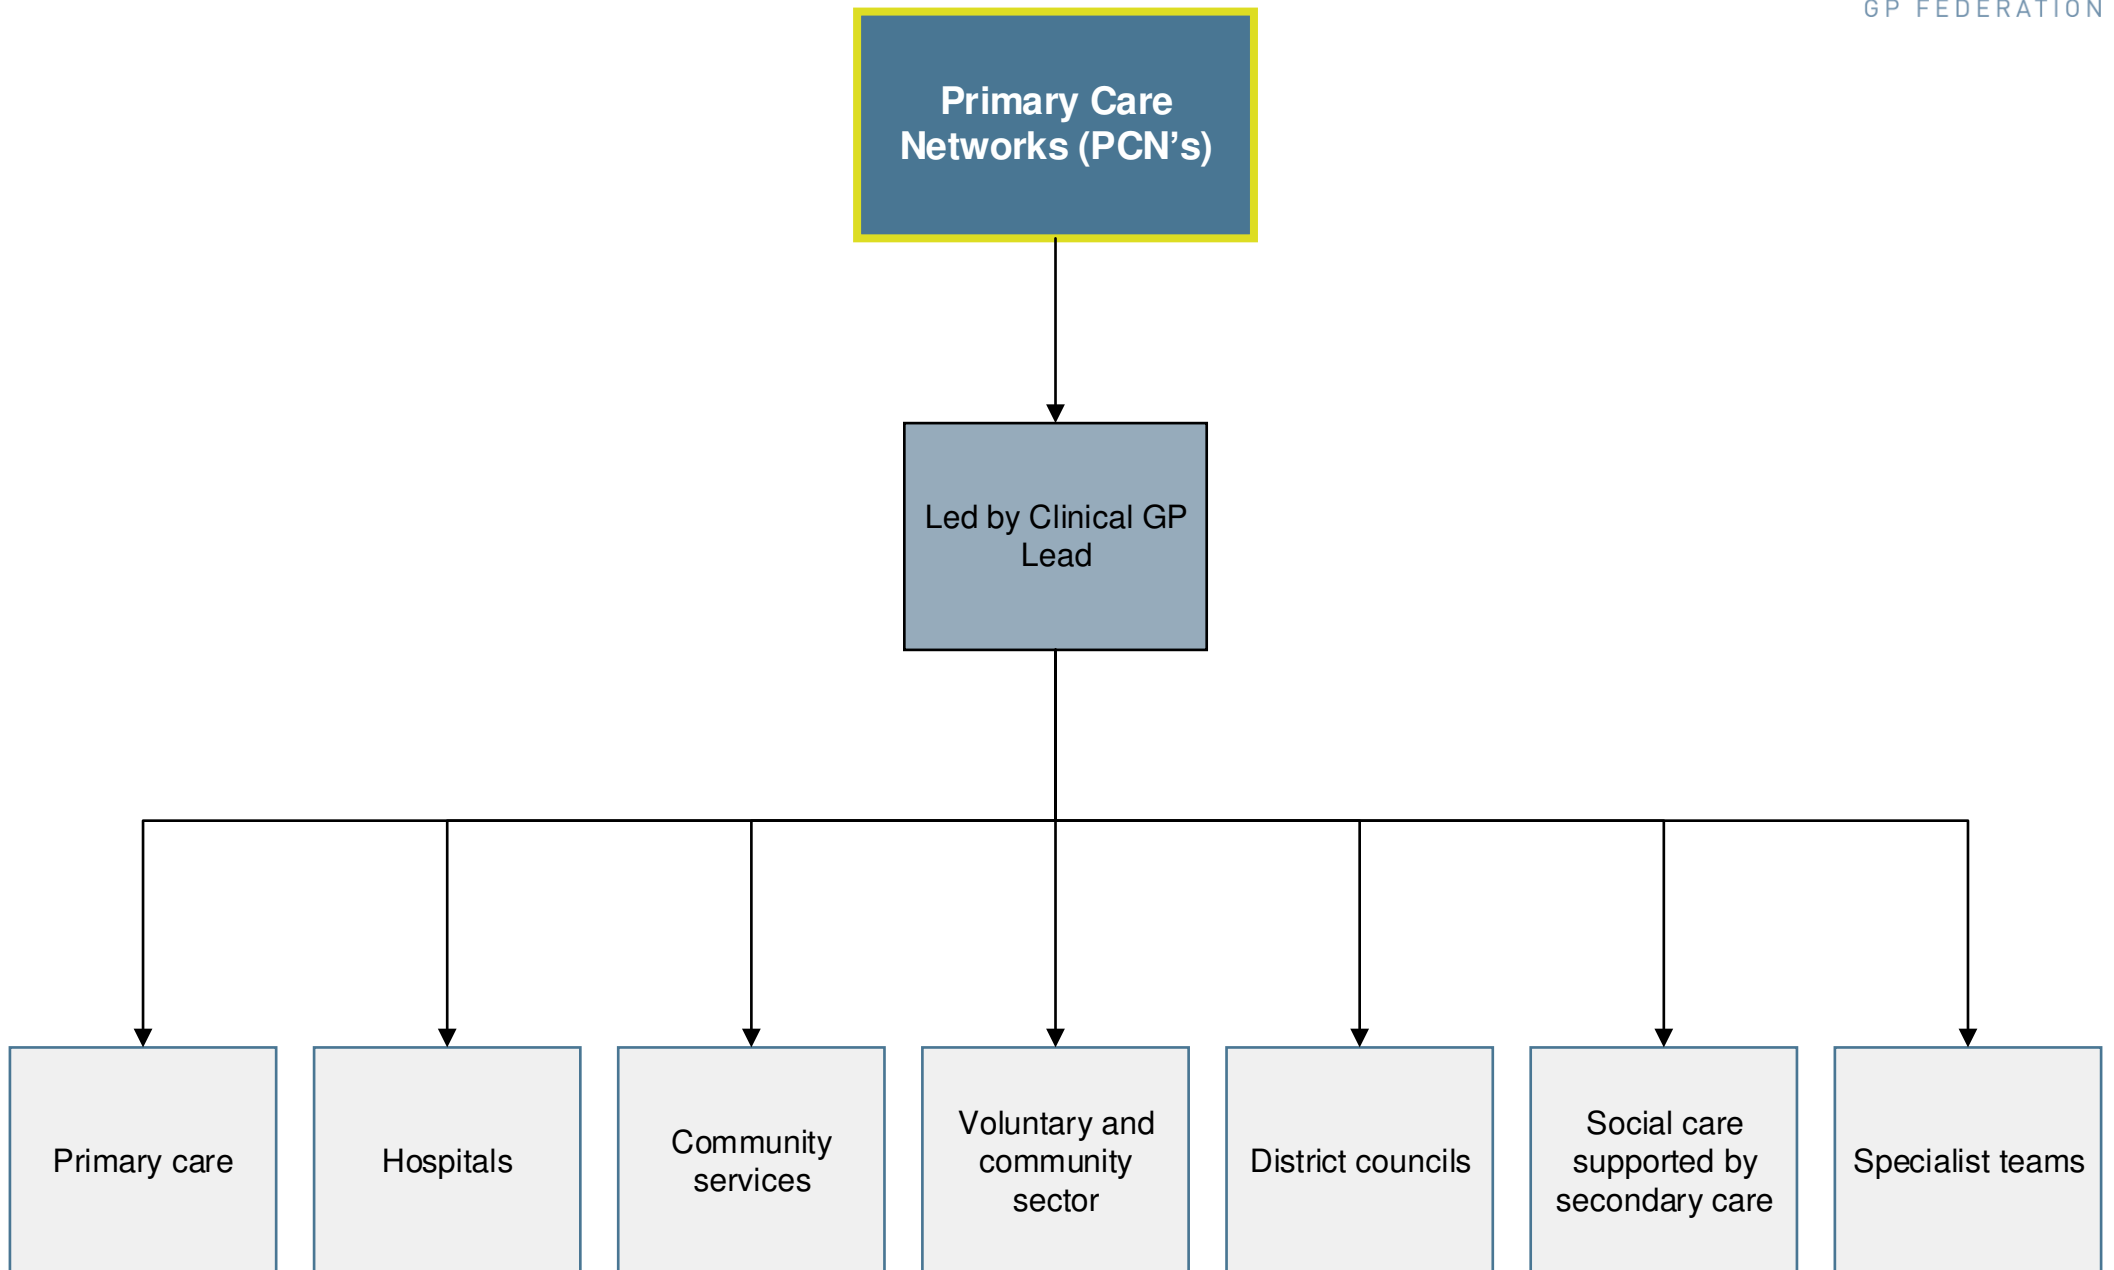 GP FEDERATION
Primary Care
Networks (PCN’s)
Led by Clinical GP
Lead
Primary care
Hospitals
Community
services
Voluntary and
community
sector
District councils
Social care
supported by
secondary care
Specialist teams